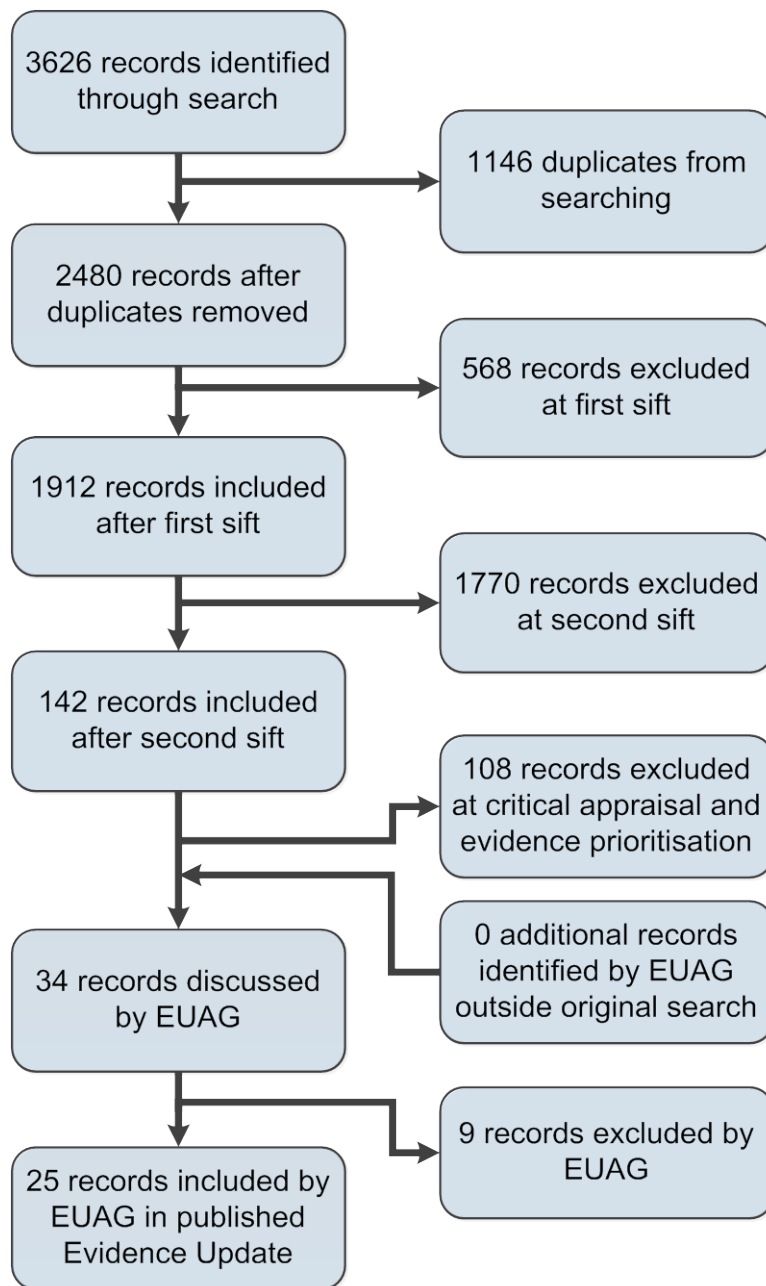 3626 records identified
through search
1146 duplicates from
searching
2480 records after
duplicates removed
568 records excluded
at first sift
1912 records included
after first sift
1770 records excluded
at second sift
142 records included
after second sift
108 records excluded
at critical appraisal and
evidence prioritisation
0 additional records
identified by EUAG
outside original search
34 records discussed
by EUAG
9 records excluded by
EUAG
25 records included by
EUAG in published
Evidence Update